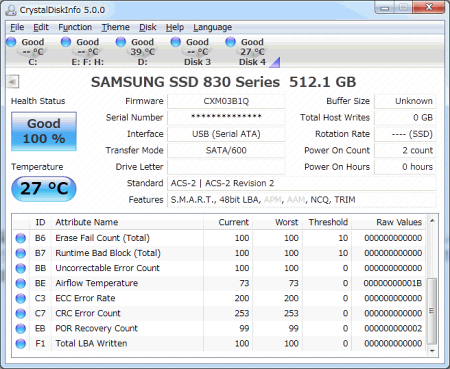 CrystalDiskInfo 5.0.0
File Edit Function Theme Disk Help Language
Good Good Good Good Good
-- °C -- °C 39 °C -- °C 27 °C
C: E: F: H: D: Disk 3 Disk 4
SAMSUNG SSD 830 Series 512.1 GB
Health Status
Good
100 %
Temperature
27 °C
Firmware CXM03B1Q Buffer Size Unknown
Serial Number ************** Total Host Writes 0 GB
Interface USB (Serial ATA) Rotation Rate ---- (SSD)
Transfer Mode SATA/600 Power On Count 2 count
Drive Letter Power On Hours 0 hours
Standard ACS-2 | ACS-2 Revision 2
Features S.M.A.R.T., 48bit LBA, APM, AAM, NCQ, TRIM
ID Attribute Name Current Worst Threshold Raw Values
B6 Erase Fail Count (Total) 100 100 10 000000000000
B7 Runtime Bad Block (Total) 100 100 10 000000000000
BB Uncorrectable Error Count 100 100 0 000000000000
BE Airflow Temperature 73 73 0 00000000001B
C3 ECC Error Rate 200 200 0 000000000000
C7 CRC Error Count 253 253 0 000000000000
EB POR Recovery Count 99 99 0 000000000002
F1 Total LBA Written 100 100 0 000000000000